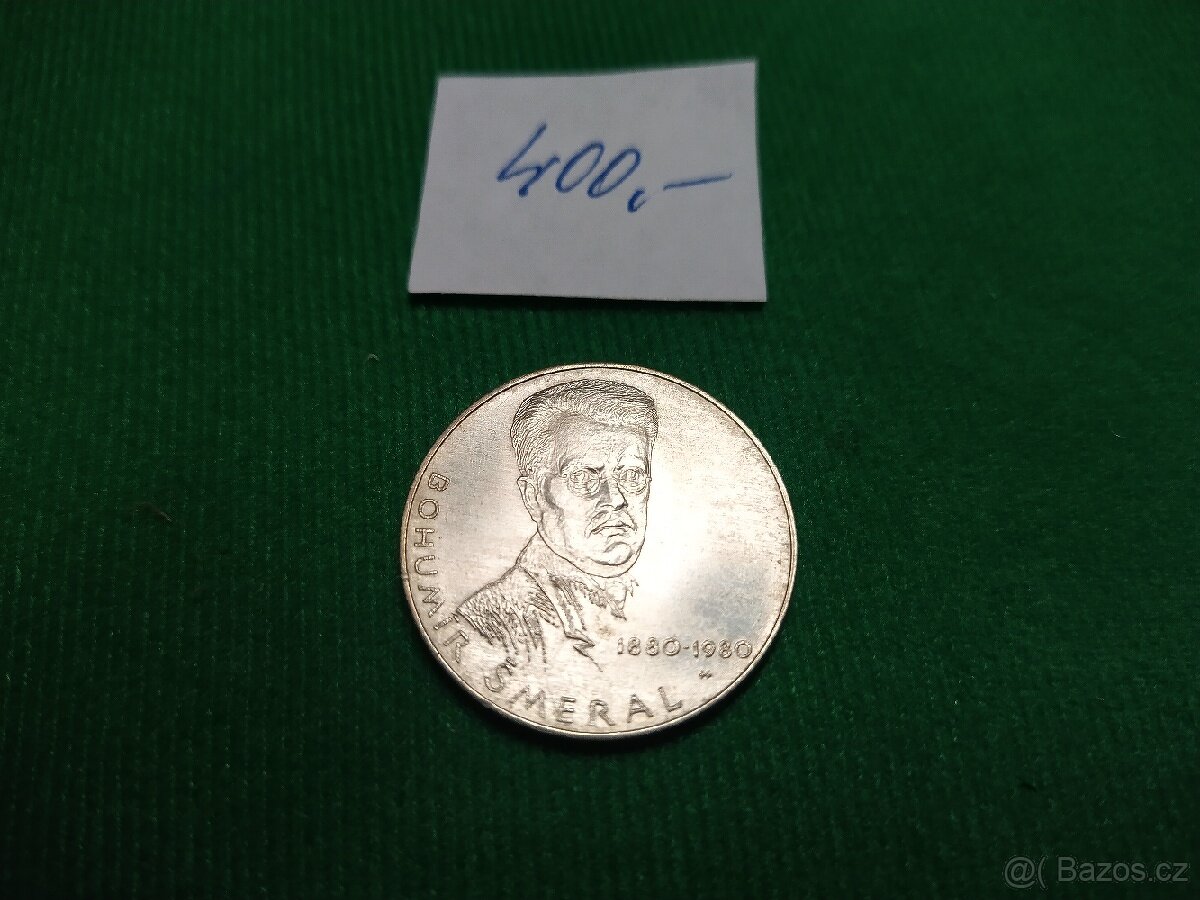 400,-
BOHUMÍR ŠMERAL
1880-1980
@( Bazos.cz